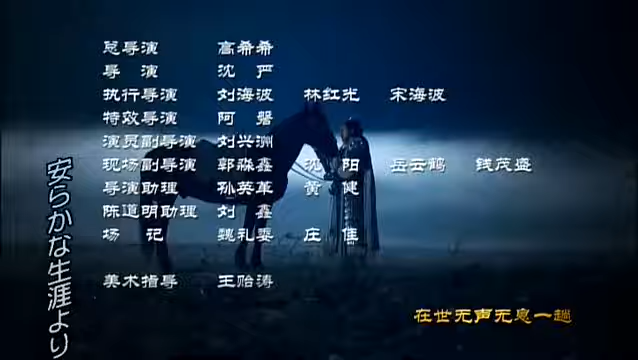 总导演 高希希
导 演 沈 严
执行导演 刘海波 林红光 宋海波
特效导演 阿 磐
演员副导演 刘兴洲
现场副导演 郭淼鑫 沈 阳 岳云鹤 钱茂盛
导演助理 孙英革 黄 健
陈道明助理 刘 鑫
场 记 魏礼娈 庄 佳
美术指导 王贻涛
安らかな生涯より
在世无声无息一趟